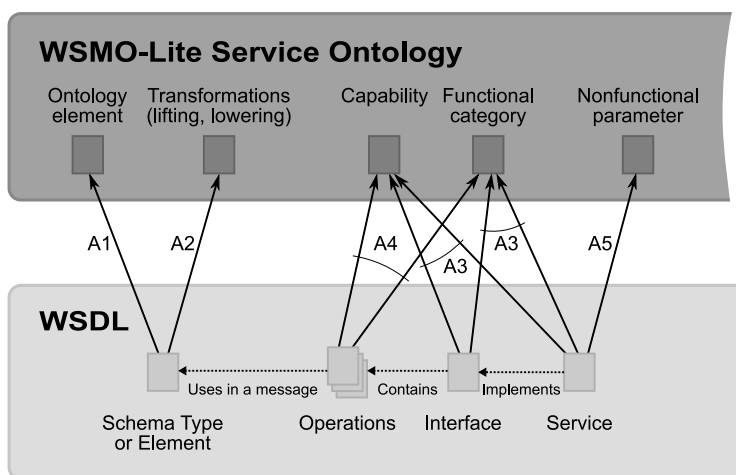 WSMO-Lite Service Ontology
Ontology
element
Transformations
(lifting, lowering)
Capability
Functional
category
Nonfunctional
parameter
A1
A2
A4
A3
A3
A5
WSDL
Uses in a message
Contains
Implements
Schema Type
or Element
Operations
Interface
Service